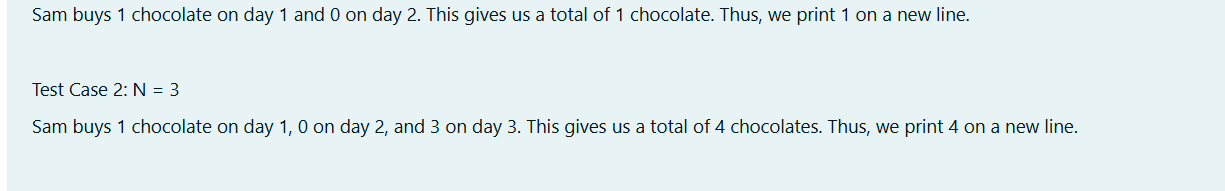 Sam buys 1 chocolate on day 1 and 0 on day 2. This gives us a total of 1 chocolate. Thus, we print 1 on a new line.
Test Case 2: N = 3
Sam buys 1 chocolate on day 1, 0 on day 2, and 3 on day 3. This gives us a total of 4 chocolates. Thus, we print 4 on a new line.